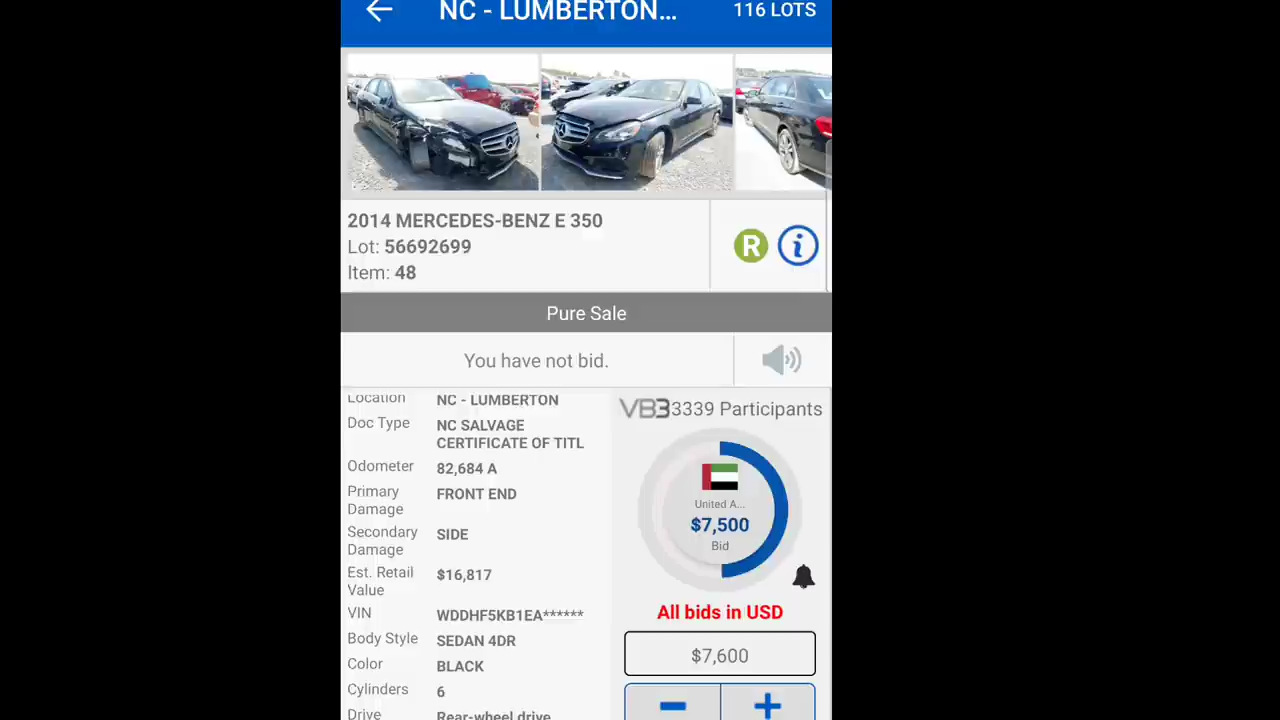 NC - LUMBERTON...
116 LOTS
2014 MERCEDES-BENZ E 350
Lot: 56692699
R i
Item: 48
Pure Sale
You have not bid.
Location NC - LUMBERTON
Doc Type NC SALVAGE
CERTIFICATE OF TITL
Odometer 82,684 A
Primary
Damage FRONT END
Secondary
Damage SIDE
Est. Retail
Value $16,817
VIN WDDHF5KB1EA******
Body Style SEDAN 4DR
Color BLACK
Cylinders 6
Drive Rear-wheel drive
VB3 3339 Participants
United A...
$7,500
Bid
All bids in USD
$7,600
− +